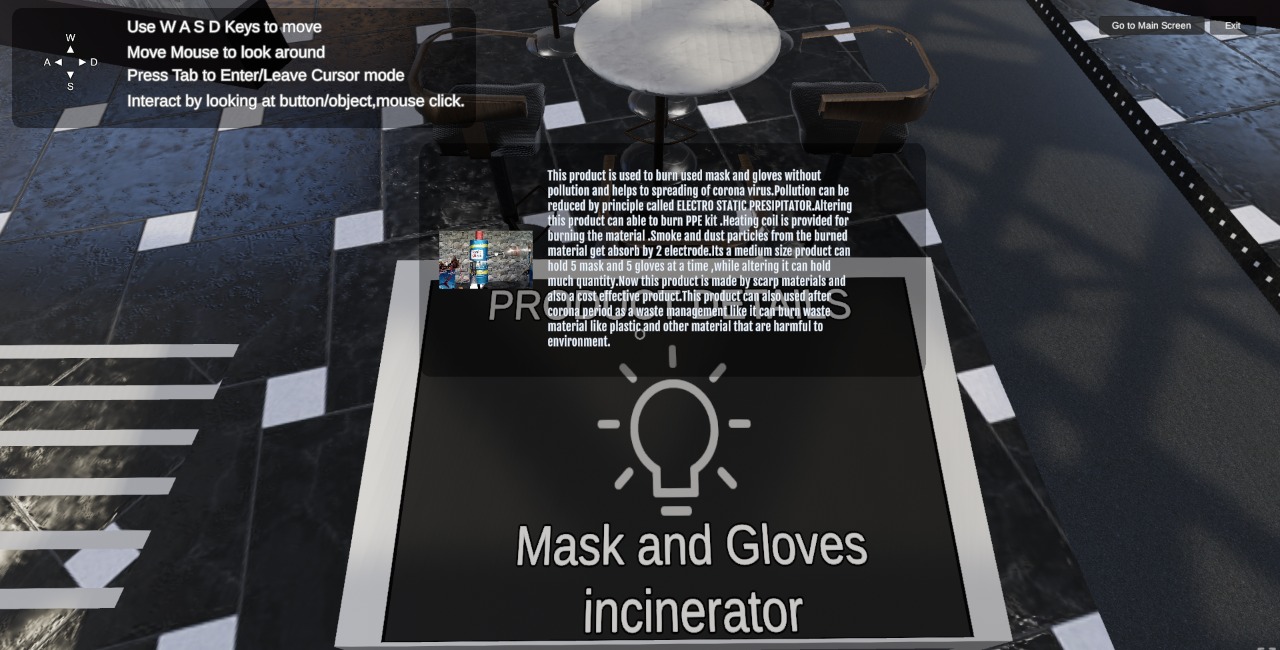 Use W A S D Keys to move
Move Mouse to look around
Press Tab to Enter/Leave Cursor mode
Interact by looking at button/object,mouse click.
W
A D
S
Go to Main Screen
Exit
This product is used to burn used mask and gloves without
pollution and helps to spreading of corona virus.Pollution can be
reduced by principle called ELECTRO STATIC PRESIPITATOR.Altering
this product can able to burn PPE kit .Heating coil is provided for
burning the material .Smoke and dust particles from the burned
material get absorb by 2 electrode.Its a medium size product can
hold 5 mask and 5 gloves at a time ,while altering it can hold
much quantity.Now this product is made by scarp materials and
also a cost effective product.This product can also used after
corona period as a waste management like it can burn waste
material like plastic and other material that are harmful to
environment.
PRODUCT DETAILS
Mask and Gloves
incinerator